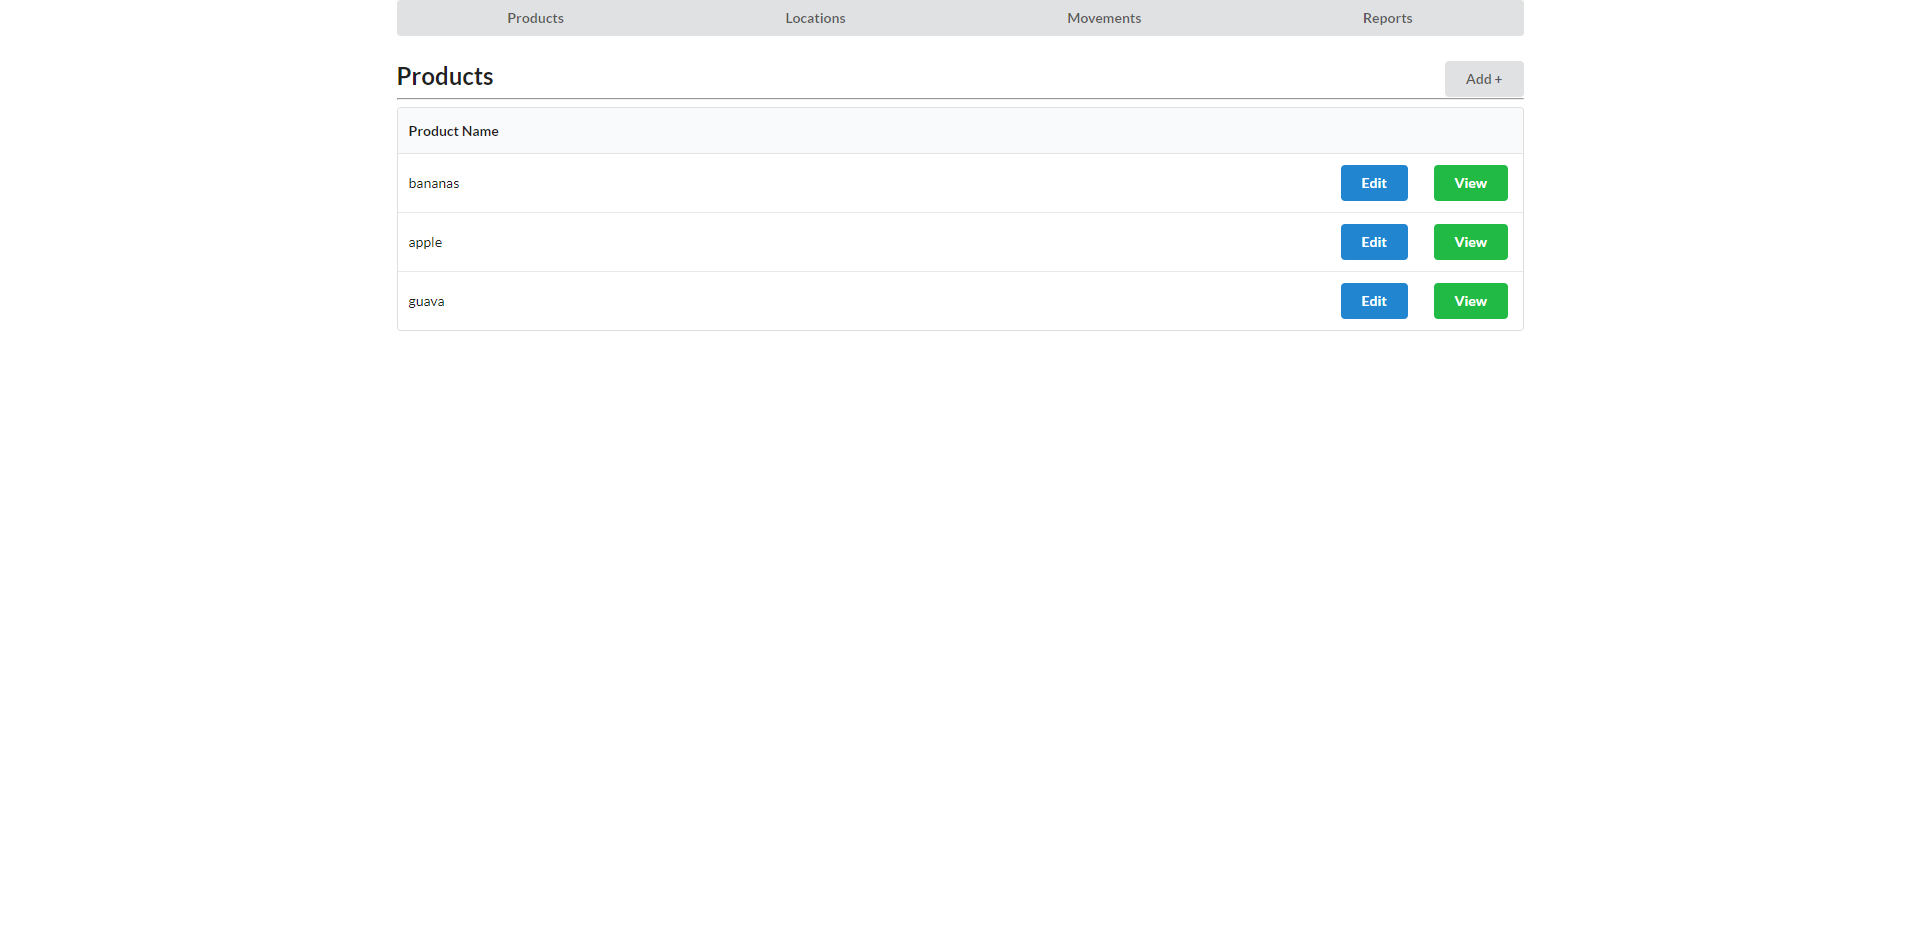 Products Locations Movements Reports
Products Add +
Product Name
bananas Edit View
apple Edit View
guava Edit View